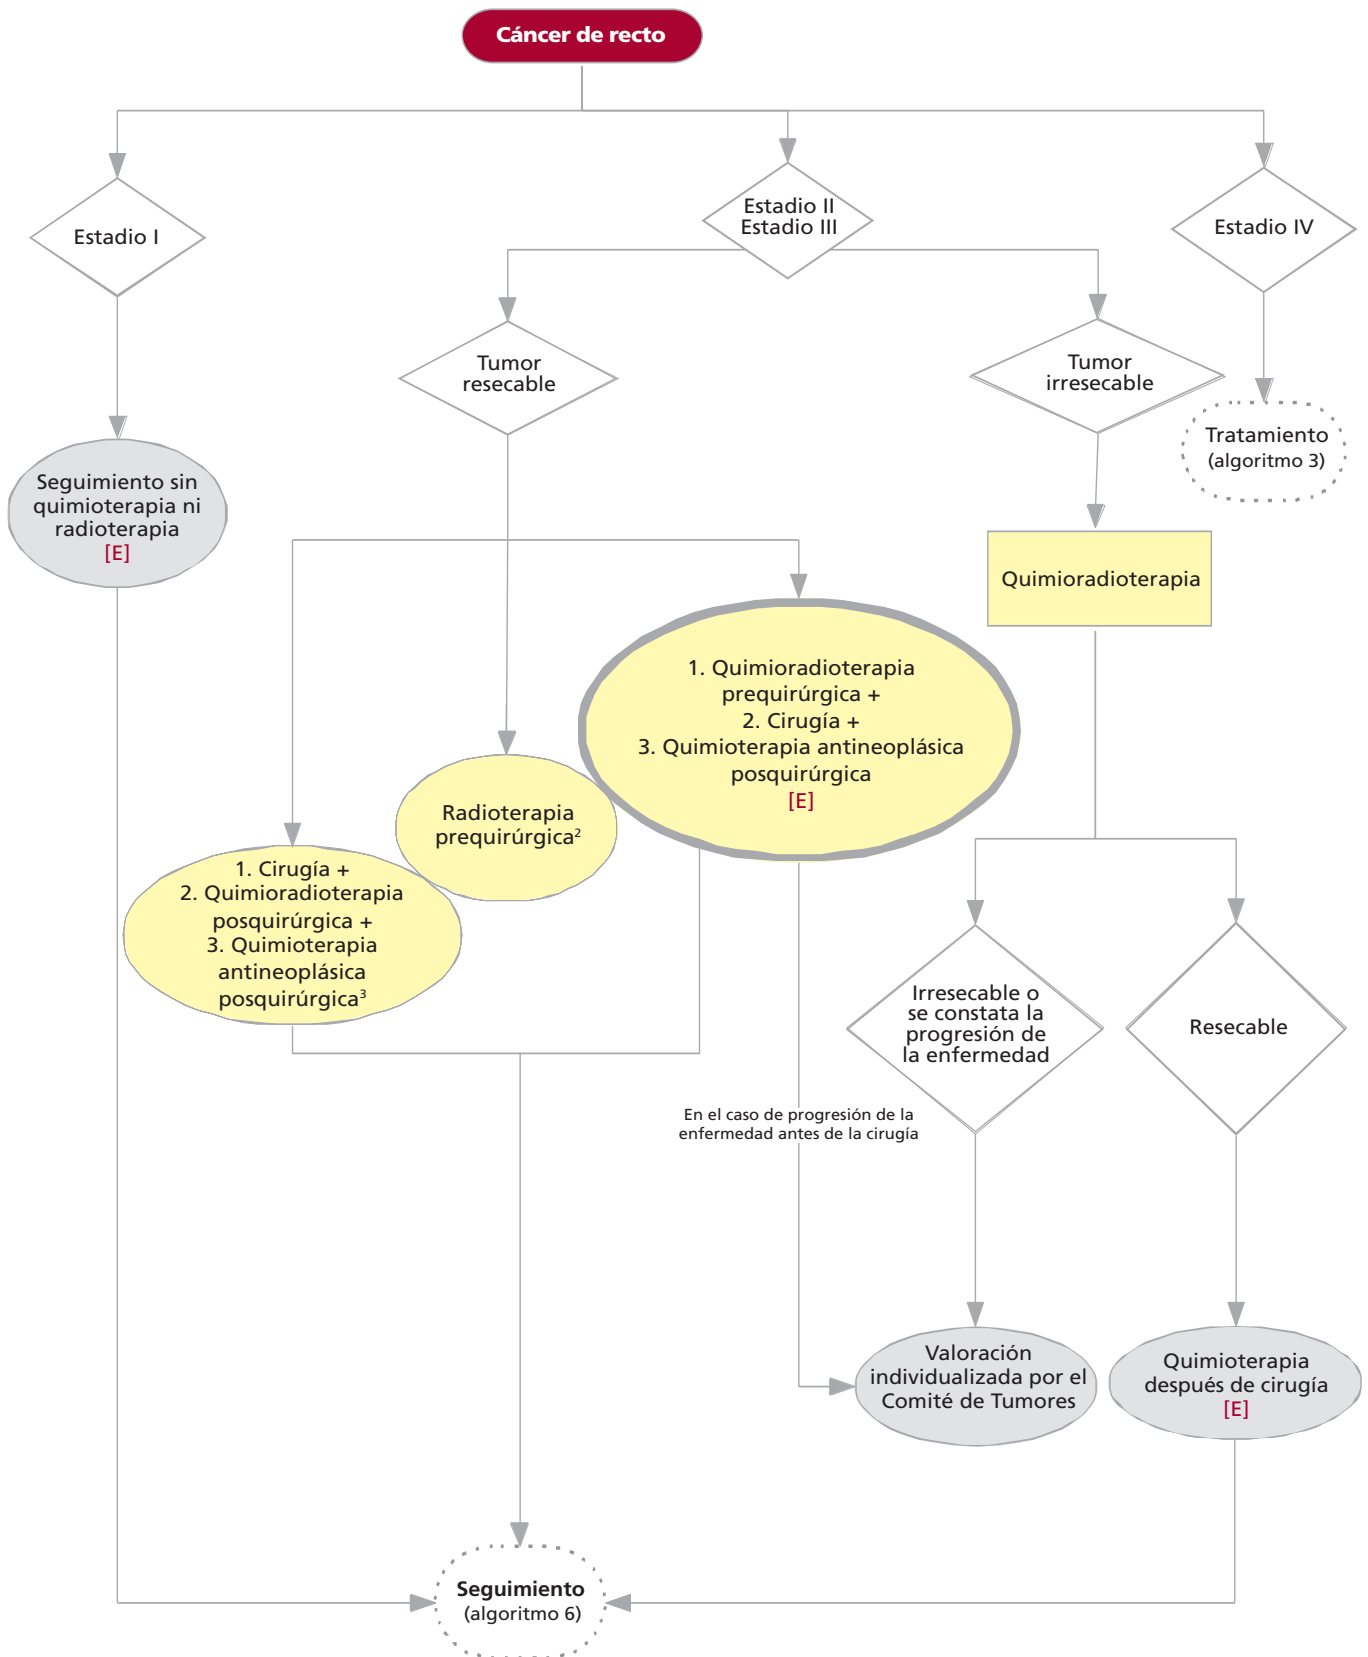 Cáncer de recto
Estadio I
Estadio II
Estadio III
Estadio IV
Tumor
resecable
Tumor
irresecable
Tratamiento
(algoritmo 3)
Seguimiento sin
quimioterapia ni
radioterapia
[E]
Quimioradioterapia
1. Quimioradioterapia
prequirúrgica +
2. Cirugía +
3. Quimioterapia antineoplásica
posquirúrgica
[E]
Radioterapia
prequirúrgica²
1. Cirugía +
2. Quimioradioterapia
posquirúrgica +
3. Quimioterapia
antineoplásica
posquirúrgica³
Irresecable o
se constata la
progresión de
la enfermedad
Resecable
En el caso de progresión de la
enfermedad antes de la cirugía
Valoración
individualizada por el
Comité de Tumores
Quimioterapia
después de cirugía
[E]
Seguimiento
(algoritmo 6)